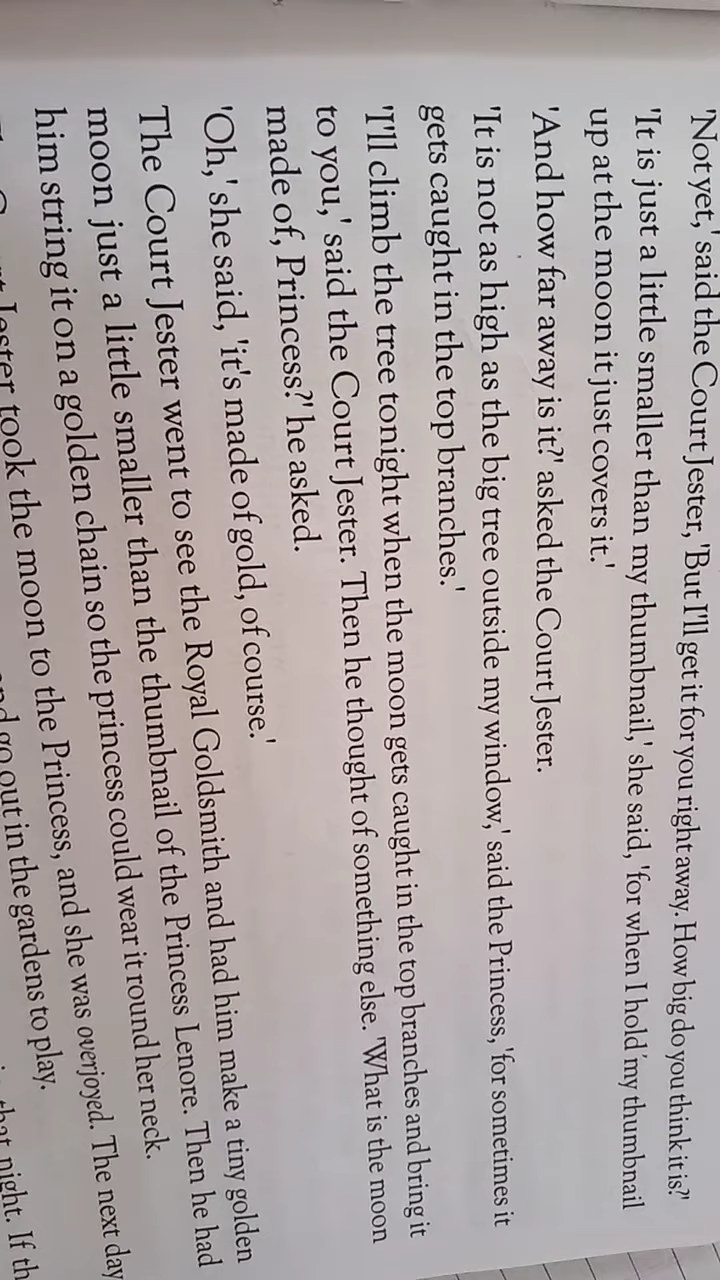 'Not yet,' said the Court Jester, 'But I'll get it for you right away. How big do you think it is?'
'It is just a little smaller than my thumbnail,' she said, 'for when I hold my thumbnail
up at the moon it just covers it.'
'And how far away is it?' asked the Court Jester.
'It is not as high as the big tree outside my window,' said the Princess, 'for sometimes it
gets caught in the top branches.'
'I'll climb the tree tonight when the moon gets caught in the top branches and bring it
to you,' said the Court Jester. Then he thought of something else. 'What is the moon
made of, Princess?' he asked.
'Oh,' she said, 'it's made of gold, of course.'
The Court Jester went to see the Royal Goldsmith and had him make a tiny golden
moon just a little smaller than the thumbnail of the Princess Lenore. Then he had
him string it on a golden chain so the princess could wear it round her neck.
Jester took the moon to the Princess, and she was overjoyed. The next day
go out in the gardens to play.
that night. If